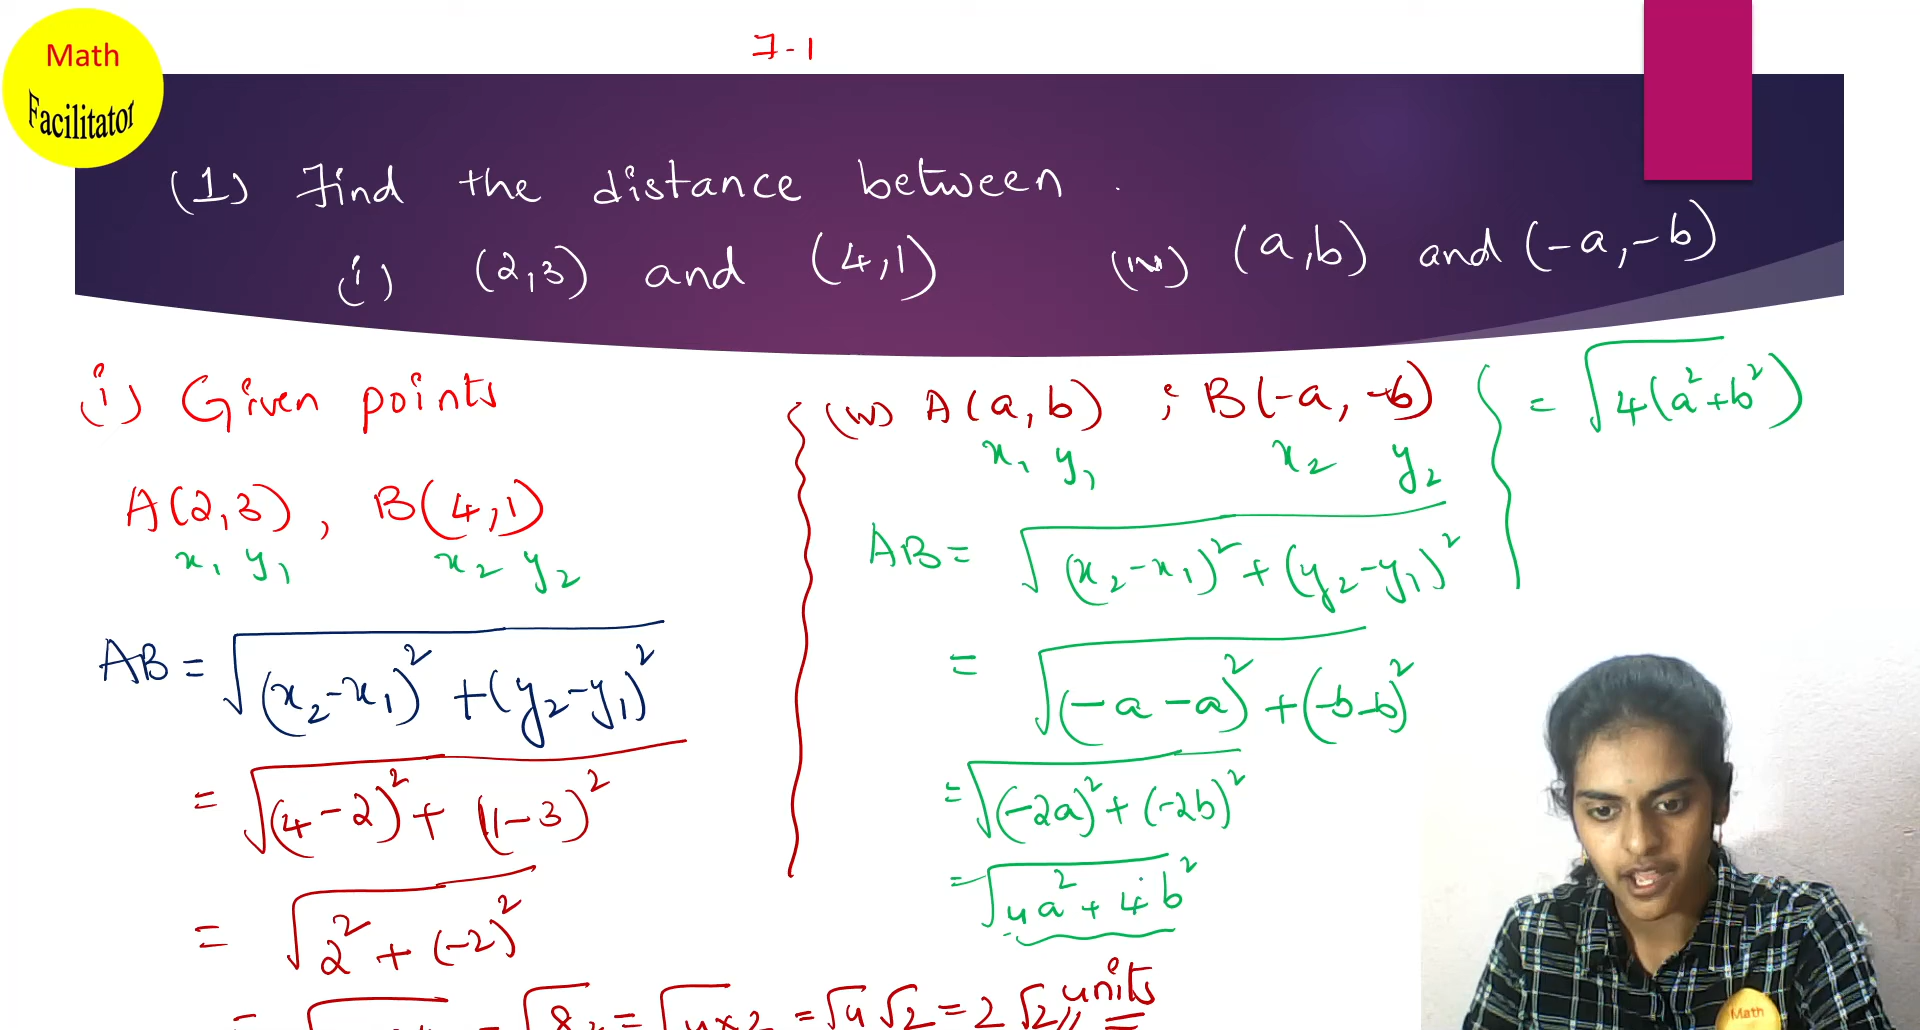 Math
Facilitator
7-1
(1) Find the distance between
(i) (2,3) and (4,1) (iv) (a,b) and (-a,-b)
(i) Given points
A(2,3), B(4,1)
x₁ y₁ x₂ y₂
AB = √(x₂-x₁)² + (y₂-y₁)²
= √(4-2)² + (1-3)²
= √2² + (-2)²
= √8 = √4×2 = √4 √2 = 2√2 units
(iv) A(a,b) ; B(-a,-b)
x₁ y₁ x₂ y₂
AB = √(x₂-x₁)² + (y₂-y₁)²
= √(-a-a)² + (-b-b)²
= √(-2a)² + (-2b)²
= √4a² + 4b²
= √4(a²+b²)
Math